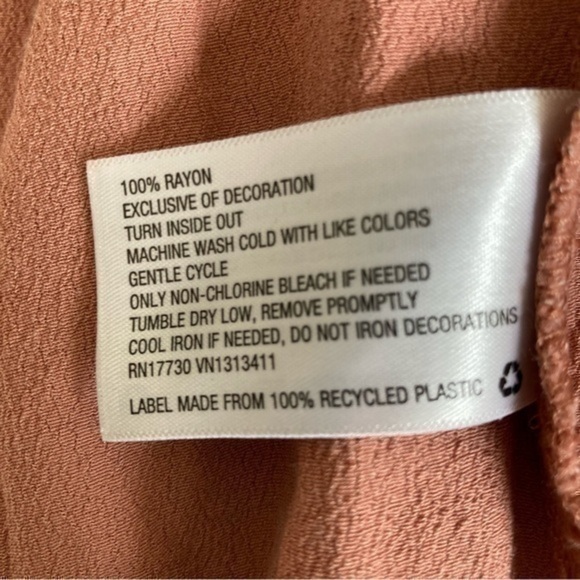 100% RAYON
EXCLUSIVE OF DECORATION
TURN INSIDE OUT
MACHINE WASH COLD WITH LIKE COLORS
GENTLE CYCLE
ONLY NON-CHLORINE BLEACH IF NEEDED
TUMBLE DRY LOW, REMOVE PROMPTLY
COOL IRON IF NEEDED, DO NOT IRON DECORATIONS
RN17730 VN1313411
LABEL MADE FROM 100% RECYCLED PLASTIC